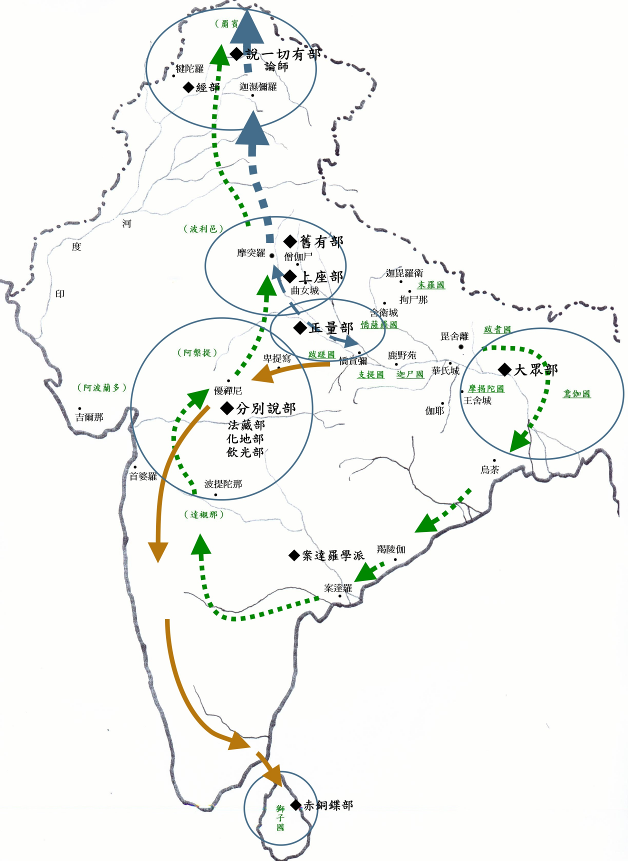 (罽賓)
說一切有部
論師
犍陀羅
經部
迦濕彌羅
河
度
印
(波利邑)
舊有部
摩突羅
僧伽尸
上座部
曲女城
迦毘羅衛
末羅國
拘尸那
舍衛城
憍薩羅國
正量部
跋耆國
毘舍離
(阿槃提)
卑提寫
跋蹉國
憍賞彌
鹿野苑
華氏城
大眾部
支提國
迦尸國
摩揭陀國
王舍城
鴦伽國
伽耶
優禪尼
分別說部
法藏部
化地部
飲光部
(阿波蘭多)
吉爾那
首婆羅
波提陀那
烏荼
(達櫬那)
案達羅學派
羯陵伽
案達羅
獅子國
赤銅鍱部